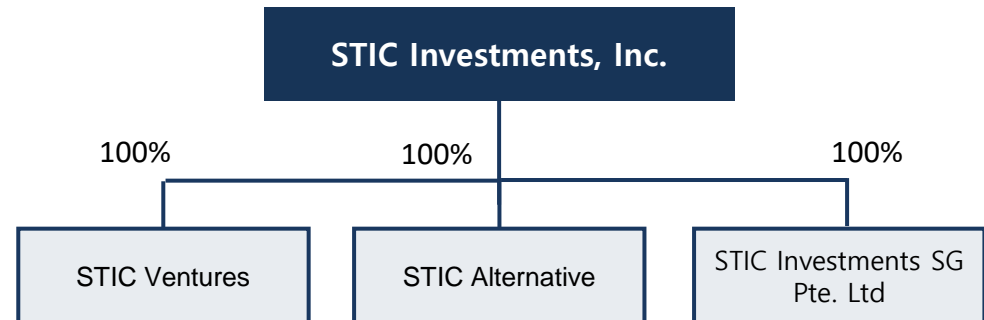 STIC Investments, Inc.
100%
100%
100%
STIC Ventures
STIC Alternative
STIC Investments SG
Pte. Ltd